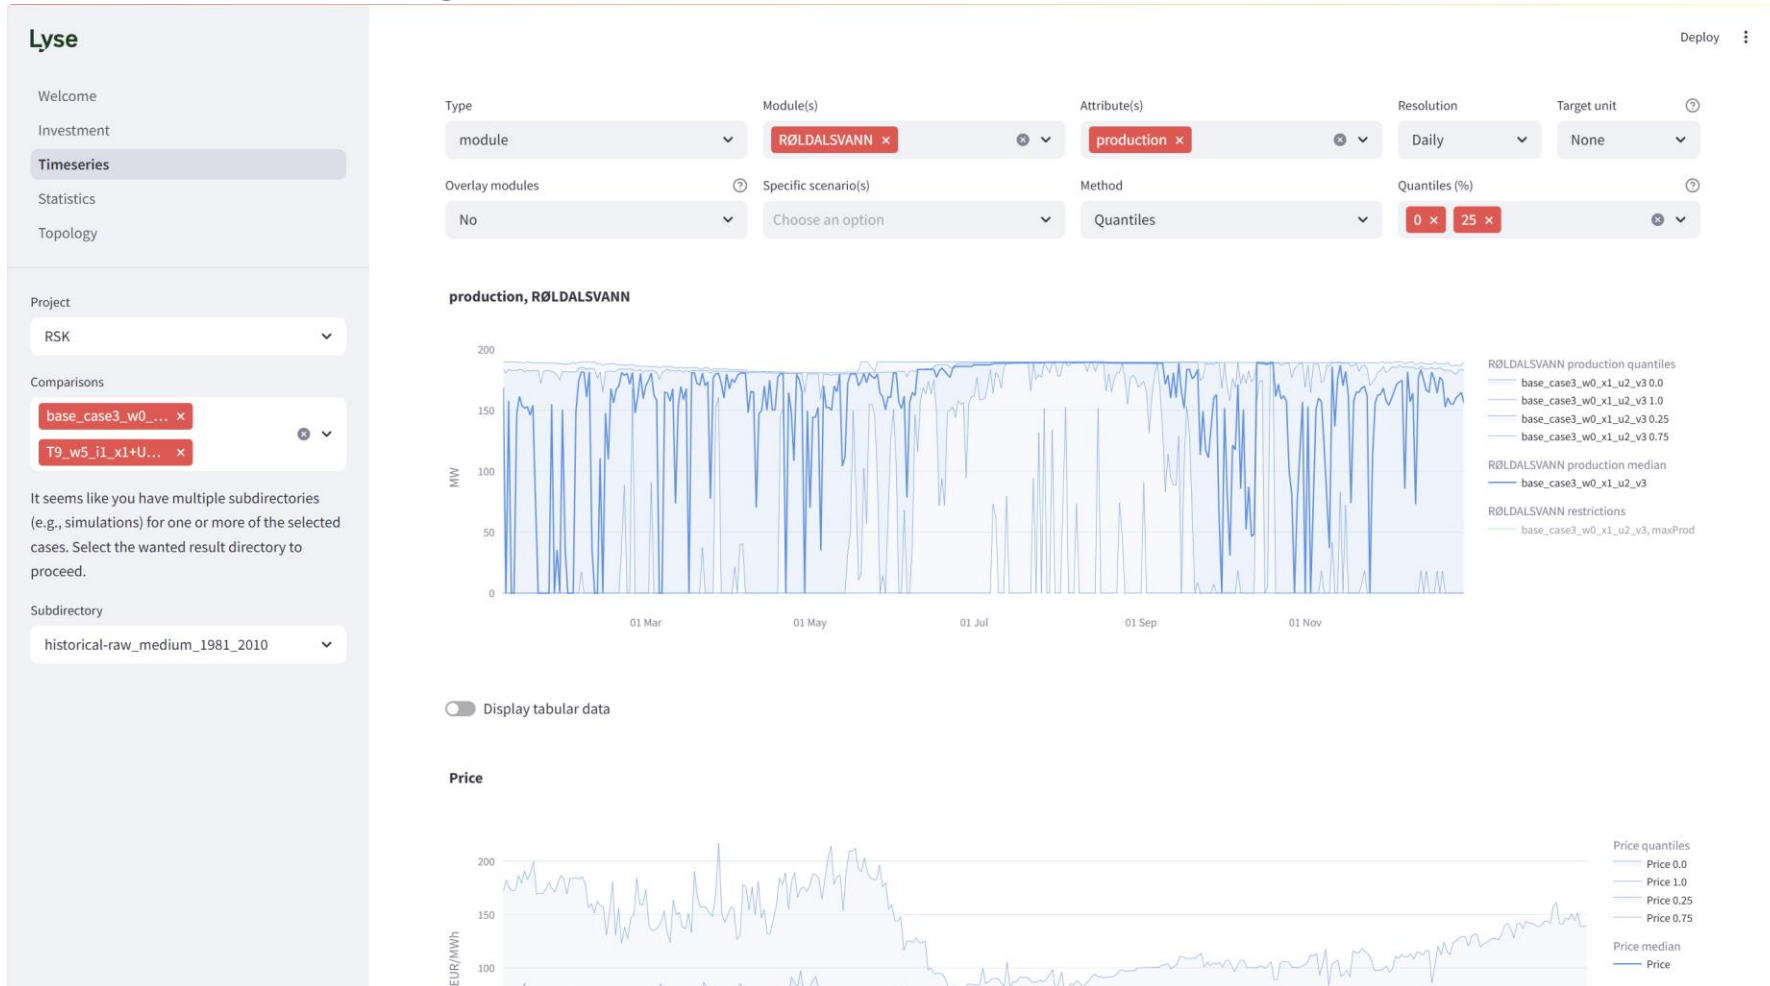 Lyse
Deploy
Welcome
Investment
Timeseries
Statistics
Topology
Project
RSK
Comparisons
base_case3_w0_... ×
T9_w5_i1_x1+U... ×
It seems like you have multiple subdirectories
(e.g., simulations) for one or more of the selected
cases. Select the wanted result directory to
proceed.
Subdirectory
historical-raw_medium_1981_2010
Type
Module(s)
Attribute(s)
Resolution
Target unit
module
RØLDALSVANN ×
production ×
Daily
None
Overlay modules
Specific scenario(s)
Method
Quantiles (%)
No
Choose an option
Quantiles
0 × 25 ×
production, RØLDALSVANN
200
150
100
50
0
MW
01 Mar
01 May
01 Jul
01 Sep
01 Nov
RØLDALSVANN production quantiles
base_case3_w0_x1_u2_v3 0.0
base_case3_w0_x1_u2_v3 1.0
base_case3_w0_x1_u2_v3 0.25
base_case3_w0_x1_u2_v3 0.75
RØLDALSVANN production median
base_case3_w0_x1_u2_v3
RØLDALSVANN restrictions
base_case3_w0_x1_u2_v3, maxProd
Display tabular data
Price
200
150
100
EUR/MWh
Price quantiles
Price 0.0
Price 1.0
Price 0.25
Price 0.75
Price median
Price